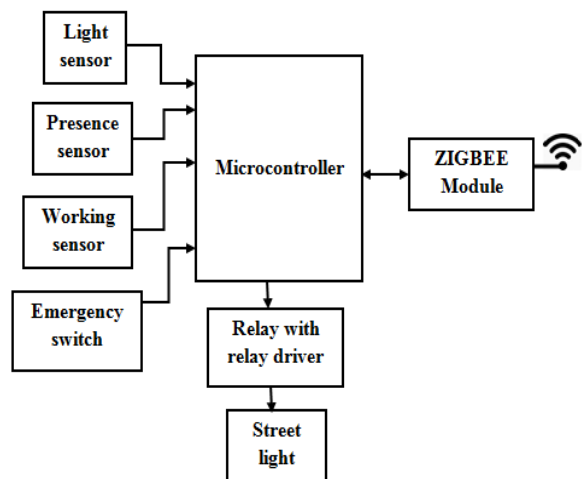 Light
sensor
Presence
sensor
Working
sensor
Emergency
switch
Microcontroller
ZIGBEE
Module
Relay with
relay driver
Street
light